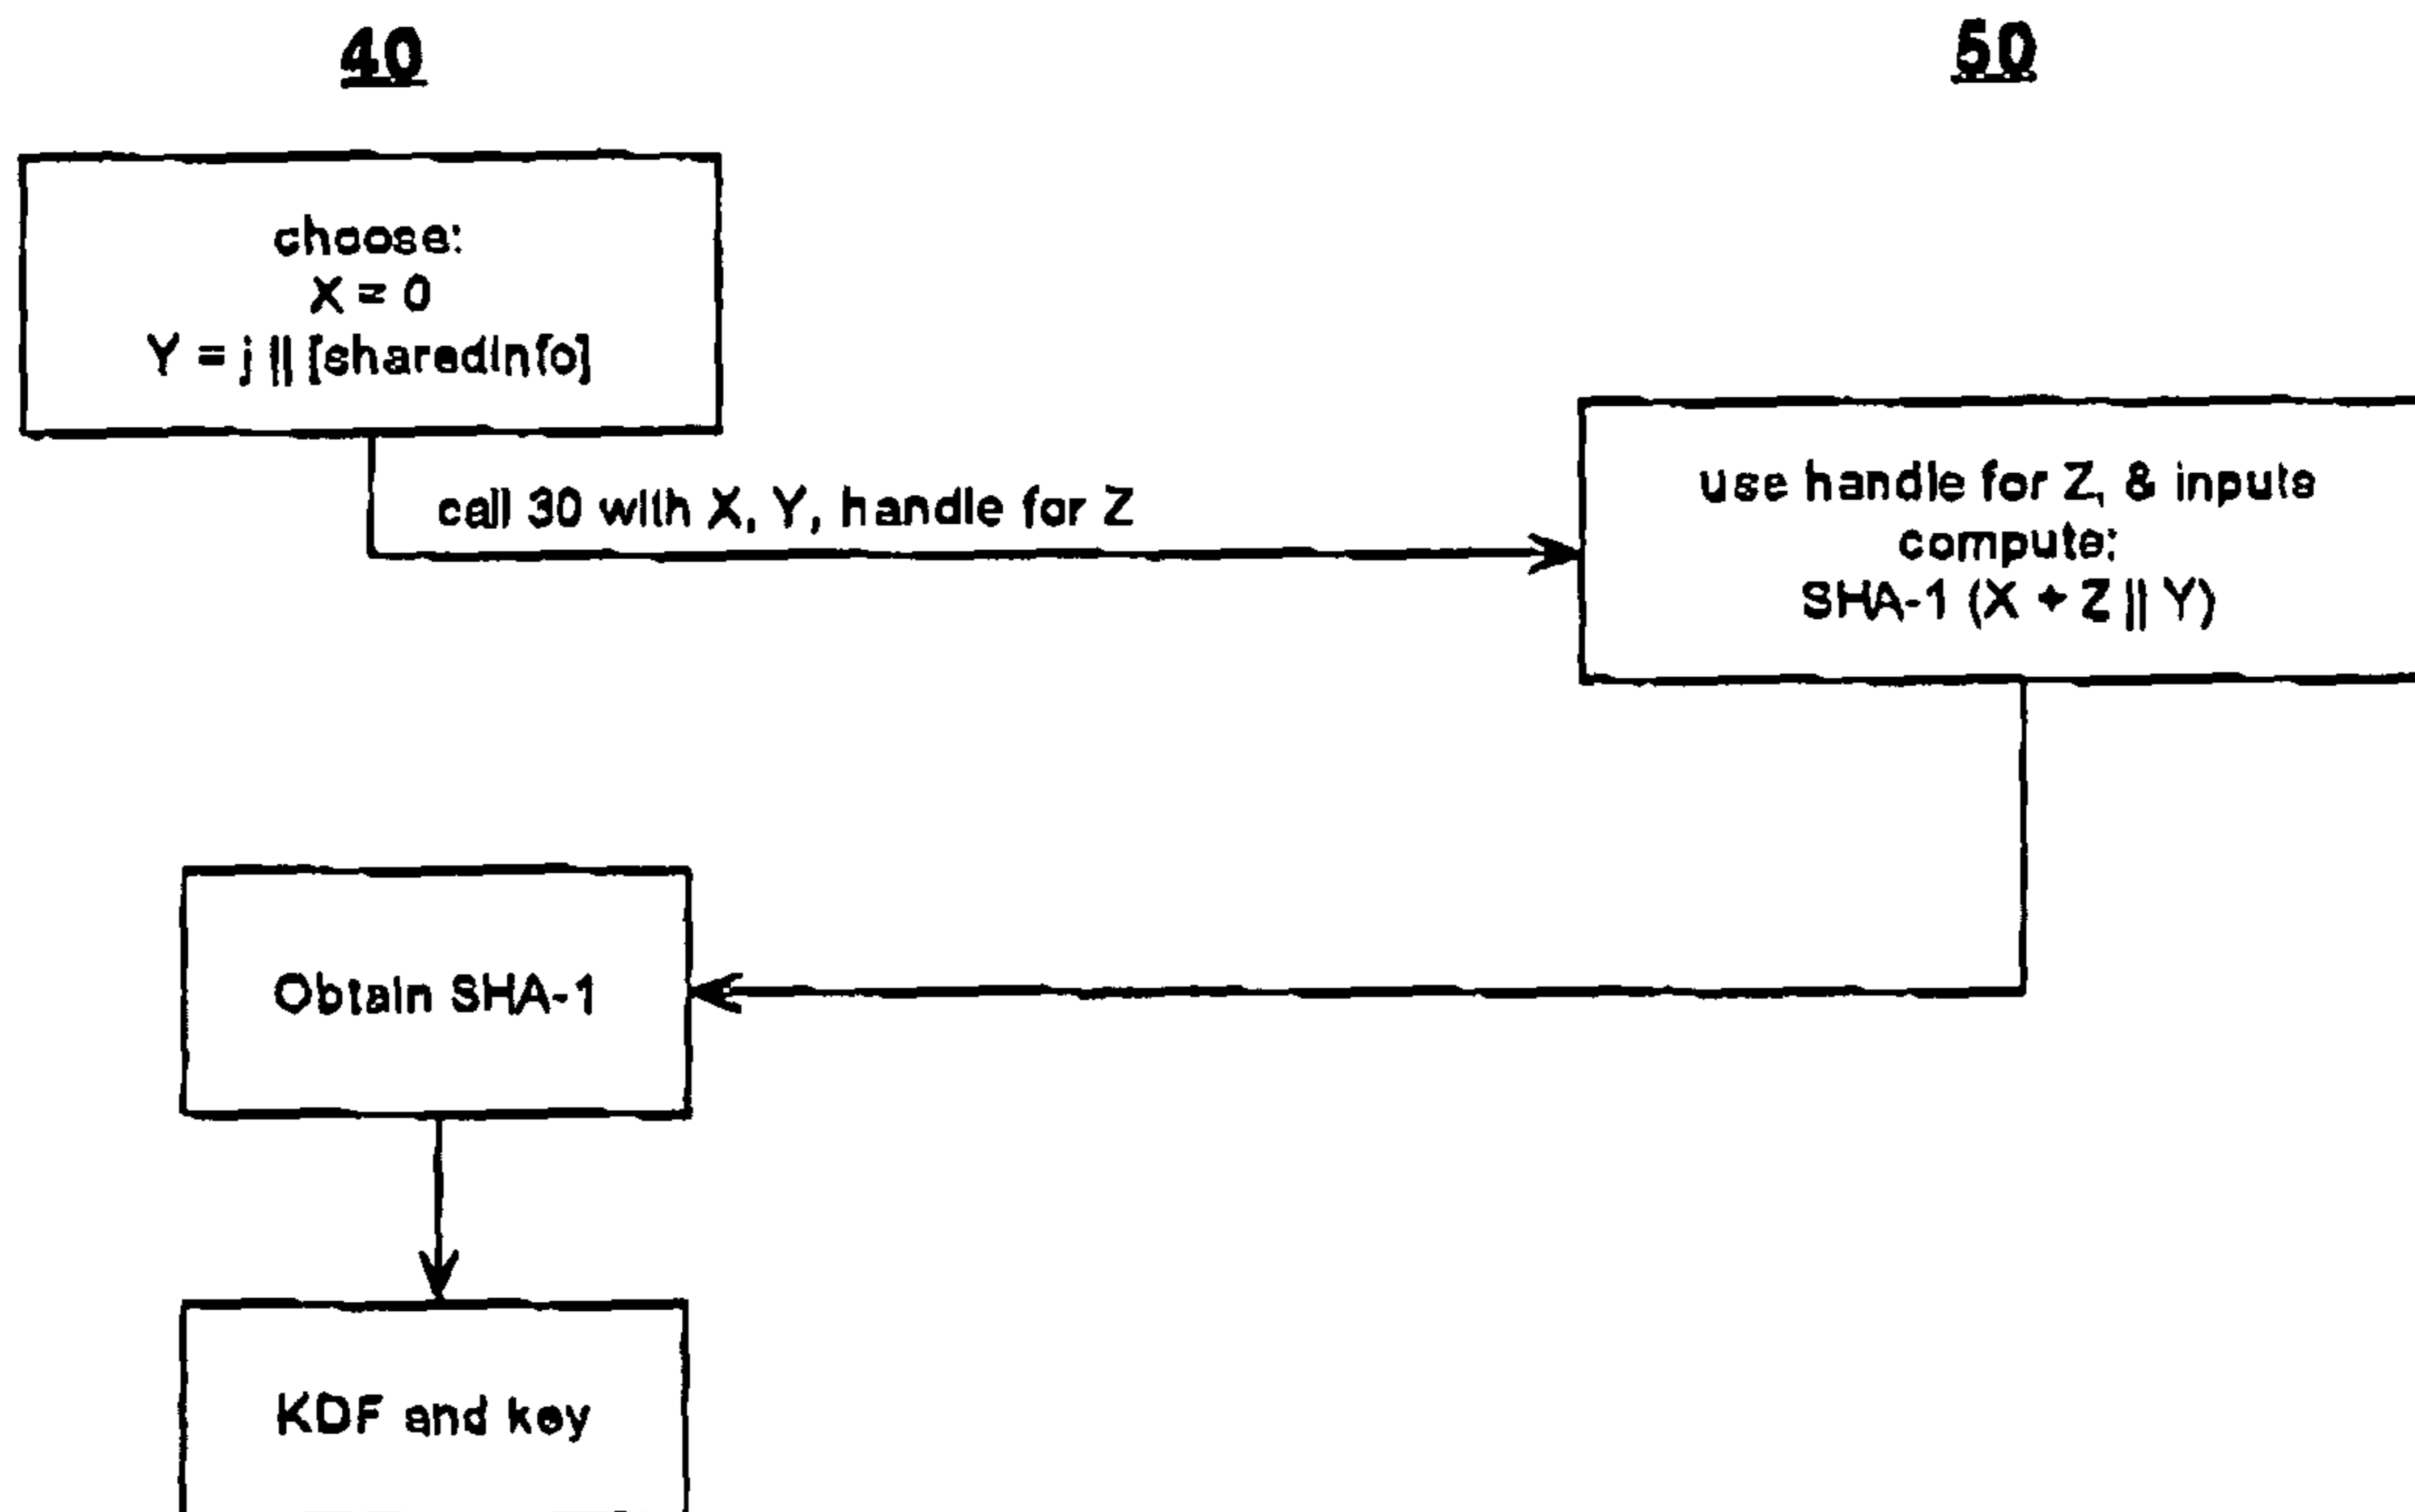 40
50
choose:
X = 0
Y = j || [sharedinfo]
call 30 with X, Y, handle for Z
use handle for Z, & inputs
compute:
SHA-1 (X + Z || Y)
Obtain SHA-1
KDF and key